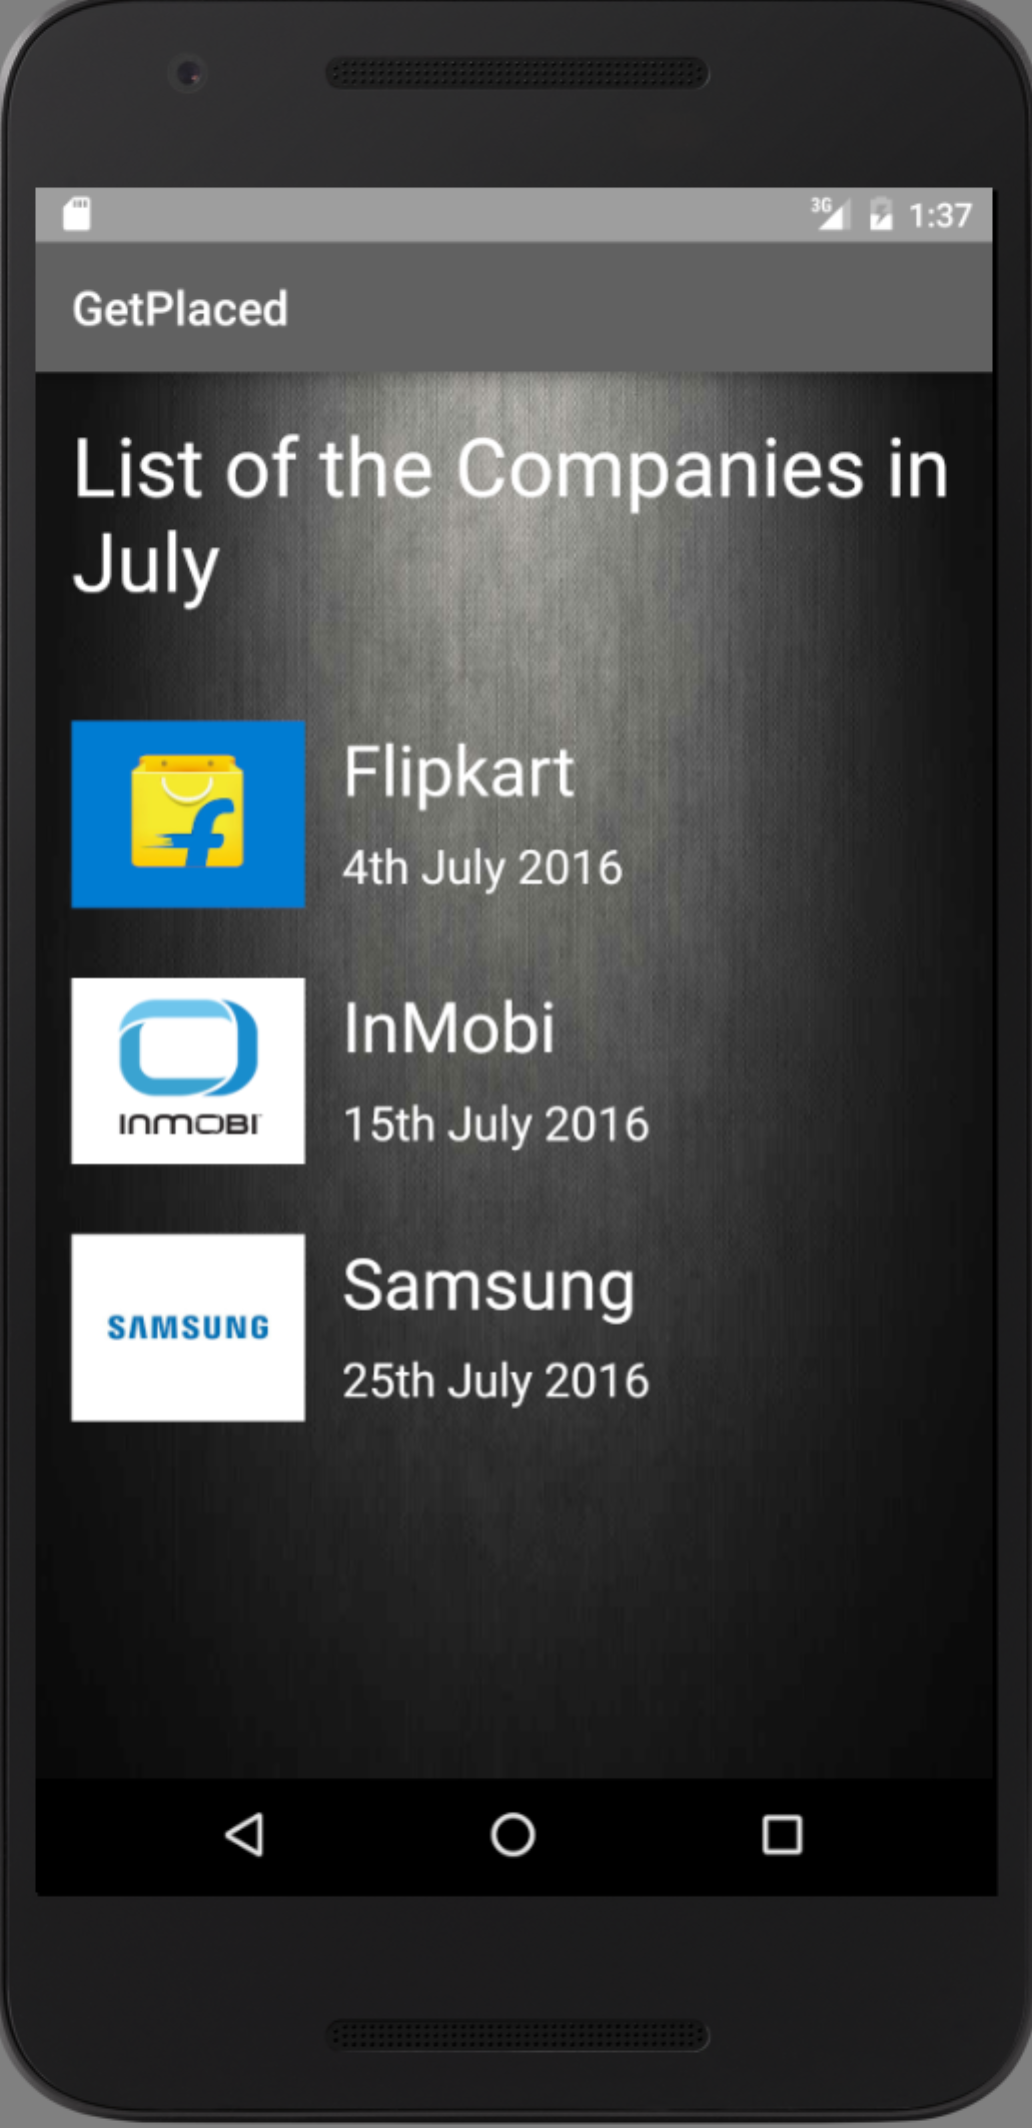 3G 1:37
GetPlaced
List of the Companies in
July
Flipkart
4th July 2016
InMobi
INMOBI
15th July 2016
Samsung
SAMSUNG
25th July 2016